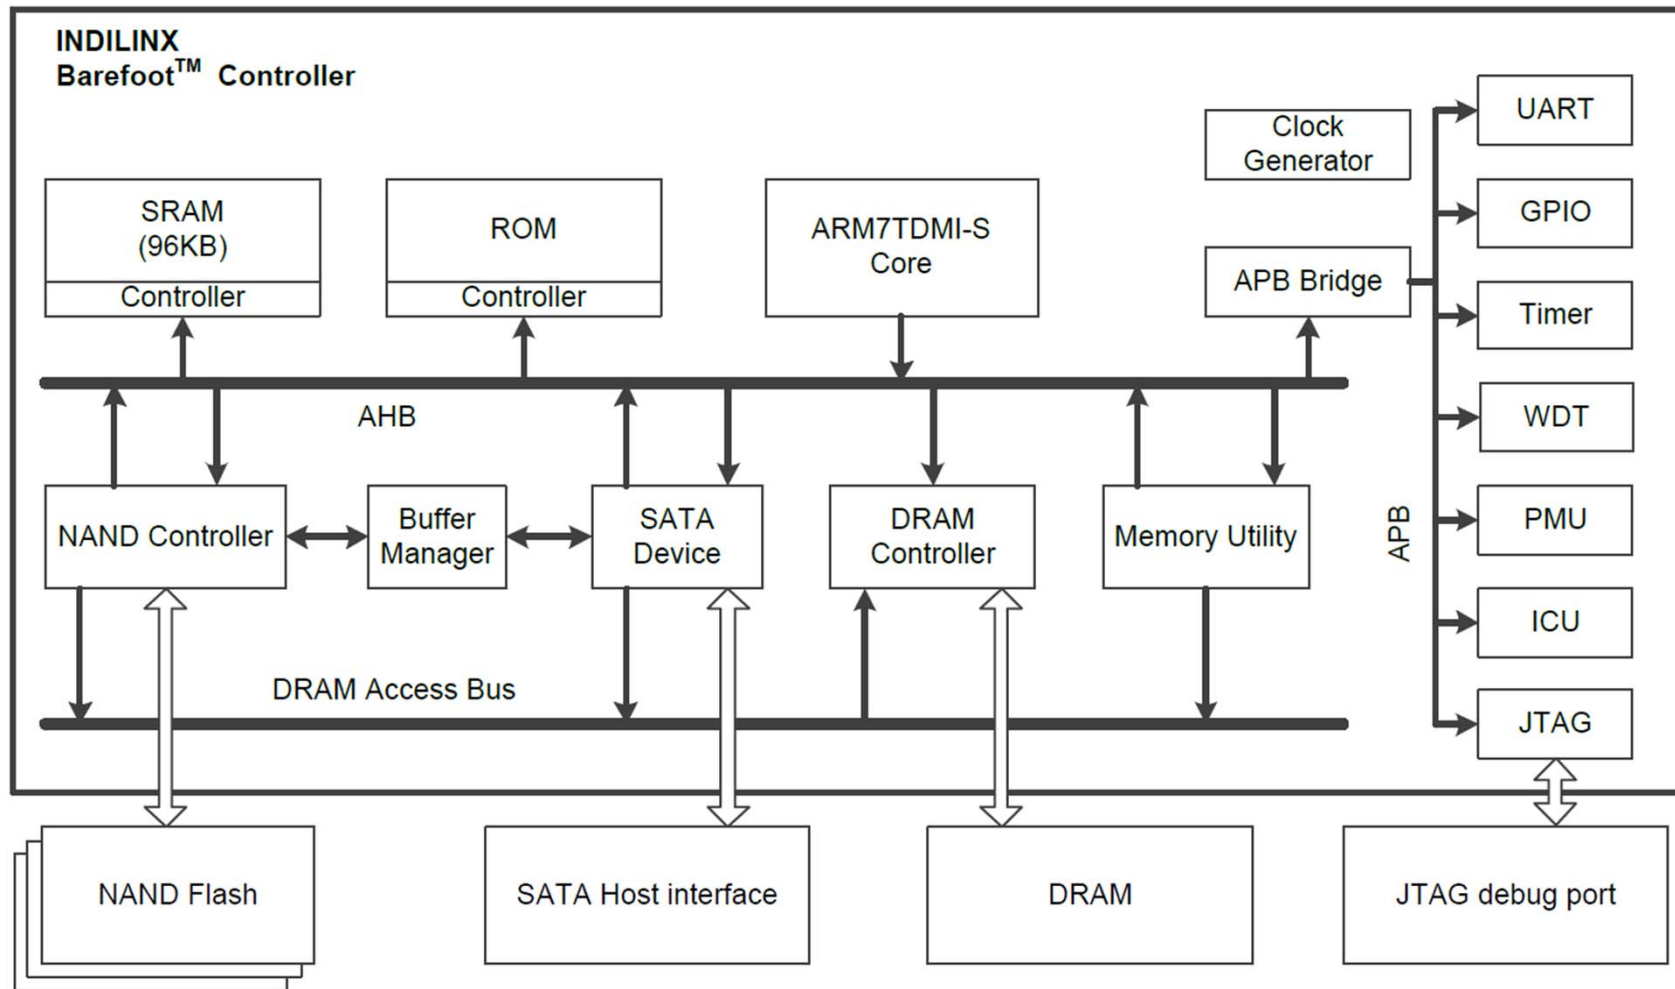 INDILINX
Barefoot™ Controller
SRAM
(96KB)
Controller
ROM
Controller
ARM7TDMI-S
Core
Clock
Generator
APB Bridge
UART
GPIO
Timer
WDT
PMU
ICU
JTAG
APB
AHB
NAND Controller
Buffer
Manager
SATA
Device
DRAM
Controller
Memory Utility
DRAM Access Bus
NAND Flash
SATA Host interface
DRAM
JTAG debug port